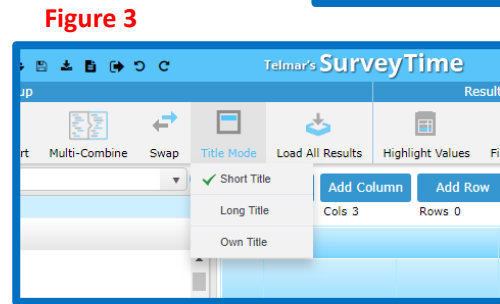 Figure 3
Telmar's SurveyTime
up
Result
rt Multi-Combine Swap Title Mode Load All Results Highlight Values Fi
Short Title
Add Column Add Row
Long Title
Cols 3 Rows 0
Own Title